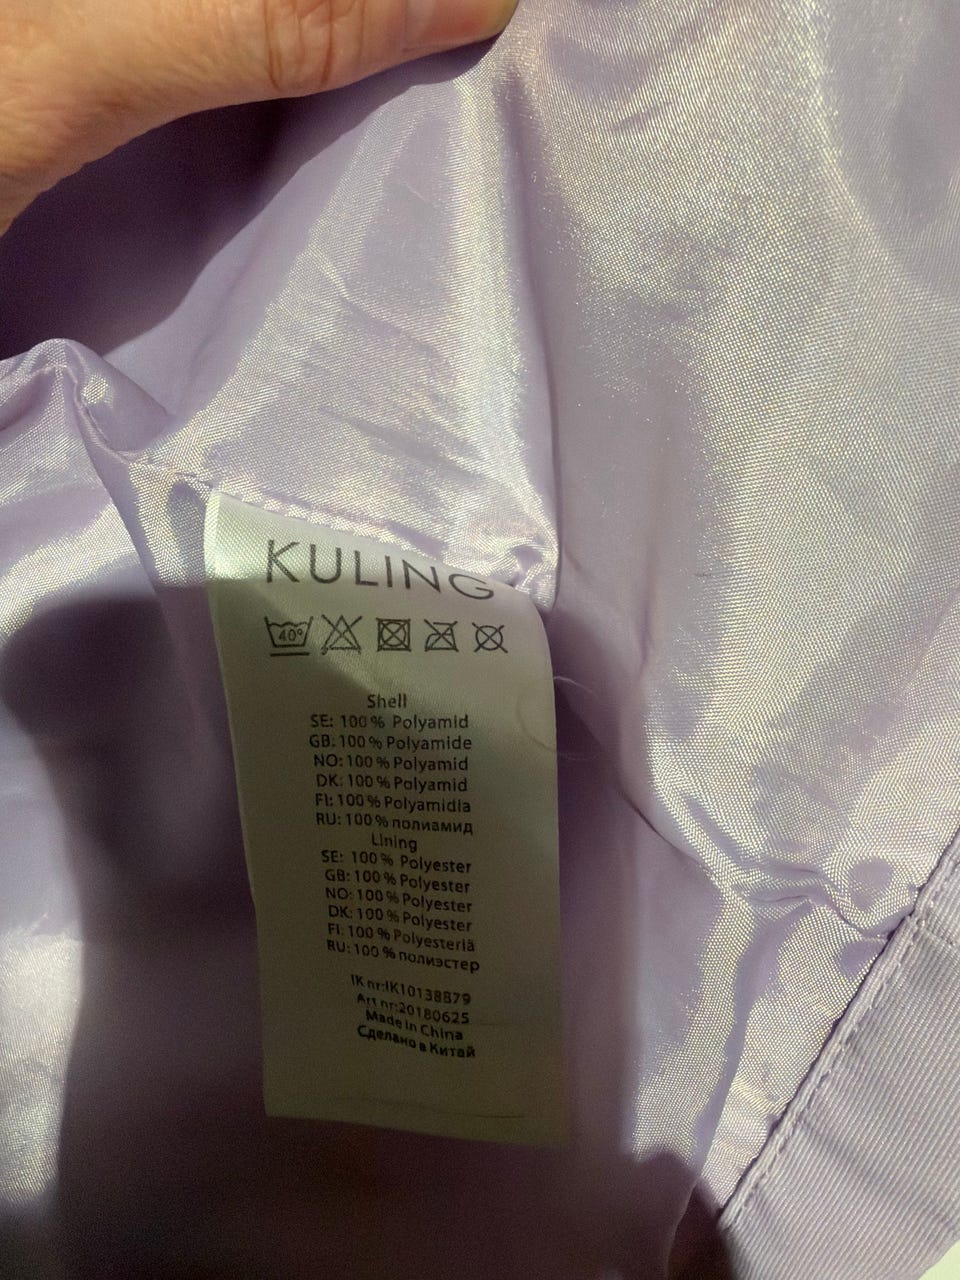 KULING
40°
Shell
SE: 100 % Polyamid
GB: 100 % Polyamide
NO: 100 % Polyamid
DK: 100 % Polyamid
FI: 100 % Polyamidia
RU: 100 % полиамид
Lining
SE: 100 % Polyester
GB: 100 % Polyester
NO: 100 % Polyester
DK: 100 % Polyester
FI: 100 % Polyesteriä
RU: 100 % полиэстер
IK nr:IK10138879
Art nr:20180625
Made in China
Сделано в Китай